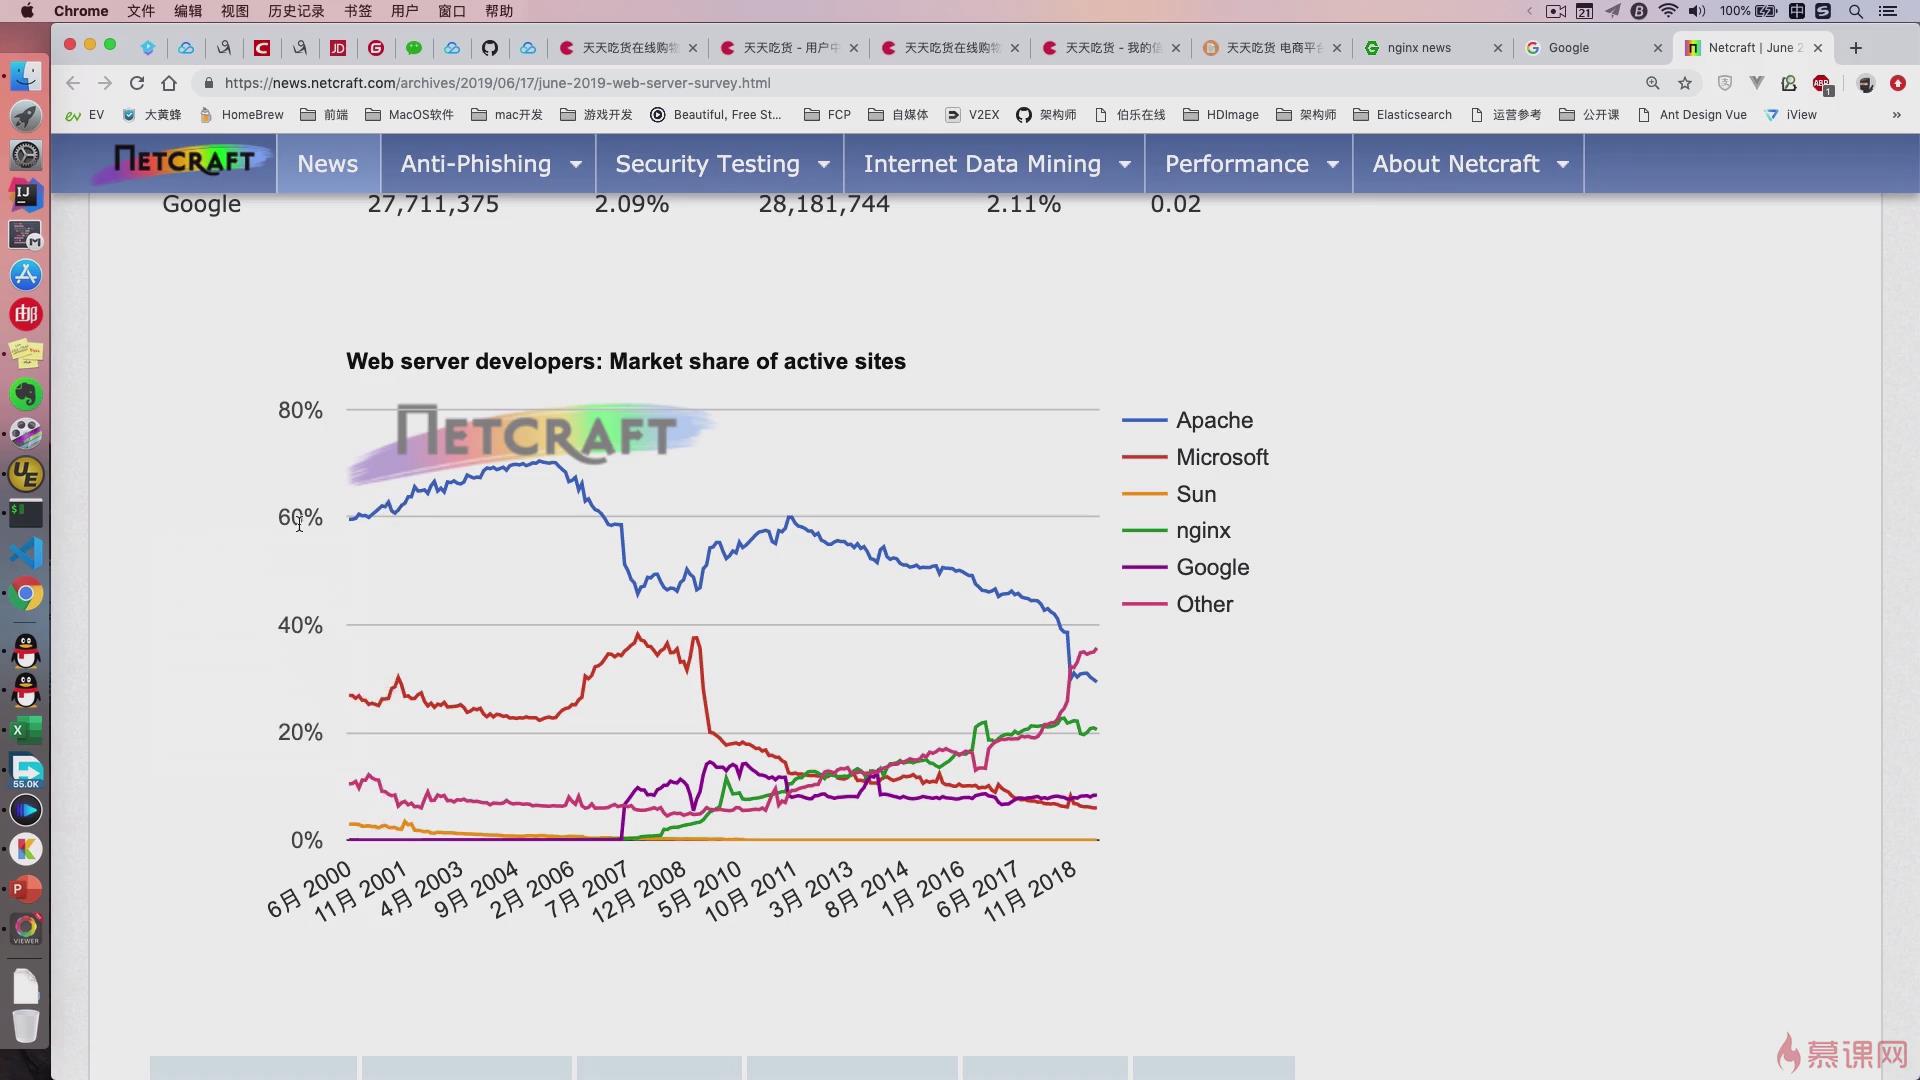 Chrome 文件 编辑 视图 历史记录 书签 用户 窗口 帮助 21 100% 中 S
天天吃货在线购物 天天吃货 - 用户中 天天吃货在线购物 天天吃货 - 我的信 天天吃货 电商平台 nginx news Google Netcraft | June 2
https://news.netcraft.com/archives/2019/06/17/june-2019-web-server-survey.html
EV 大黄蜂 HomeBrew 前端 MacOS软件 mac开发 游戏开发 Beautiful, Free St... FCP 自媒体 V2EX 架构师 伯乐在线 HDImage 架构师 Elasticsearch 运营参考 公开课 Ant Design Vue iView »
NETCRAFT News Anti-Phishing Security Testing Internet Data Mining Performance About Netcraft
Google 27,711,375 2.09% 28,181,744 2.11% 0.02
Web server developers: Market share of active sites
NETCRAFT
80%
60%
40%
20%
0%
Apache
Microsoft
Sun
nginx
Google
Other
6月 2000
11月 2001
4月 2003
9月 2004
2月 2006
7月 2007
12月 2008
5月 2010
10月 2011
3月 2013
8月 2014
1月 2016
6月 2017
11月 2018
55.0K
VIEWER
慕课网